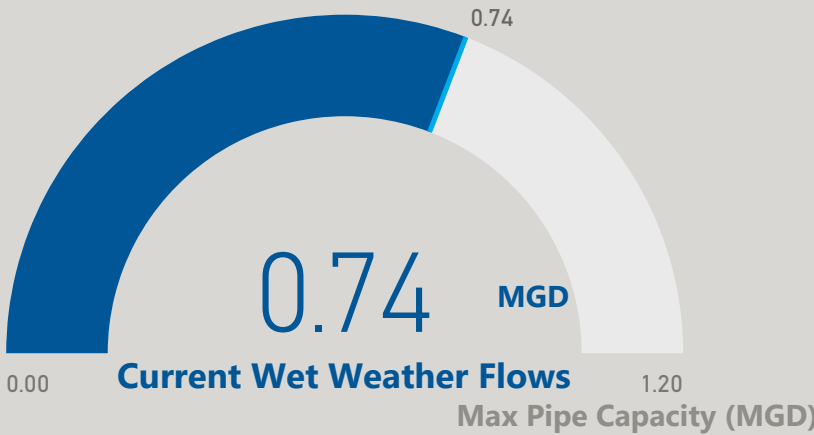 0.74
0.74 MGD
0.00 Current Wet Weather Flows 1.20
Max Pipe Capacity (MGD)